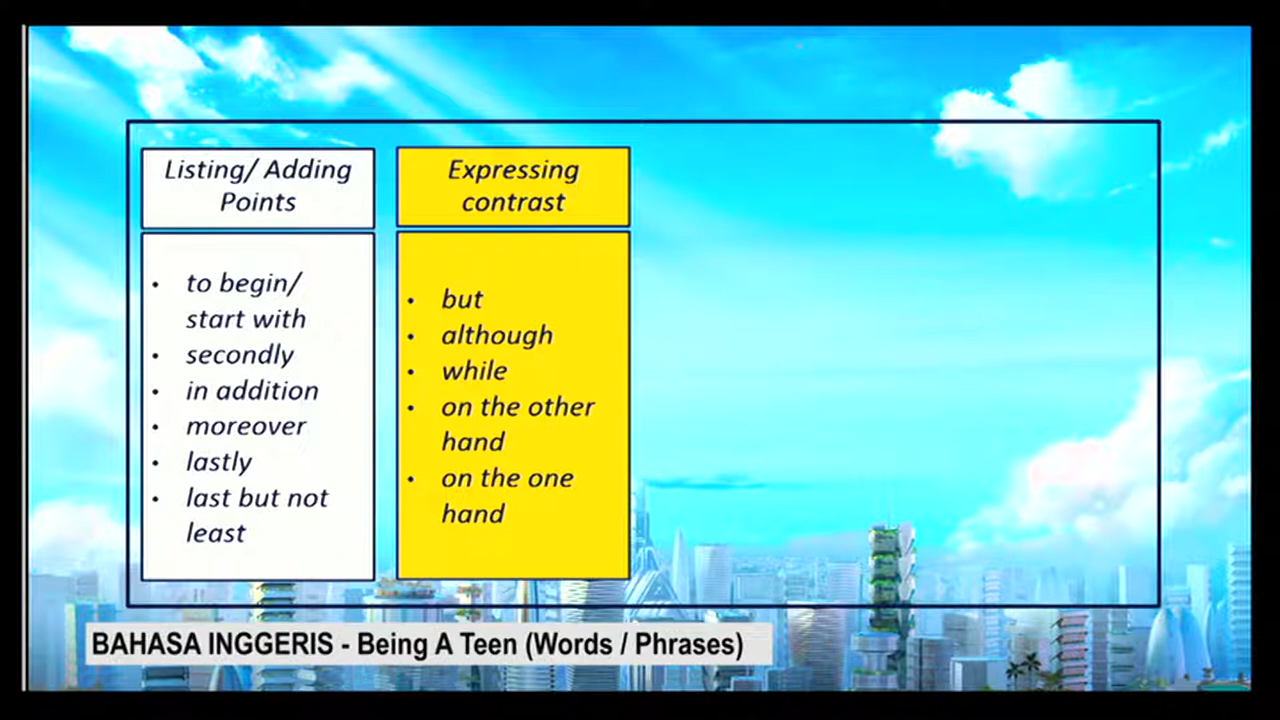 Listing/ Adding
Points
• to begin/
start with
• secondly
• in addition
• moreover
• lastly
• last but not
least
Expressing
contrast
• but
• although
• while
• on the other
hand
• on the one
hand
BAHASA INGGERIS - Being A Teen (Words / Phrases)